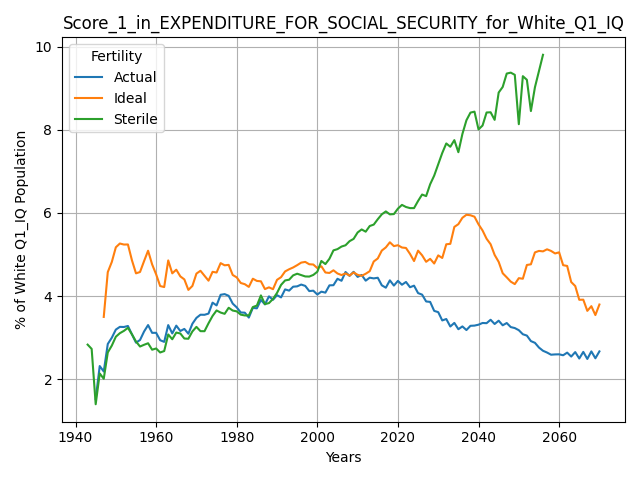 Score_1_in_EXPENDITURE_FOR_SOCIAL_SECURITY_for_White_Q1_IQ
Fertility
Actual
Ideal
Sterile
% of White Q1_IQ Population
10
8
6
4
2
1940 1960 1980 2000 2020 2040 2060
Years